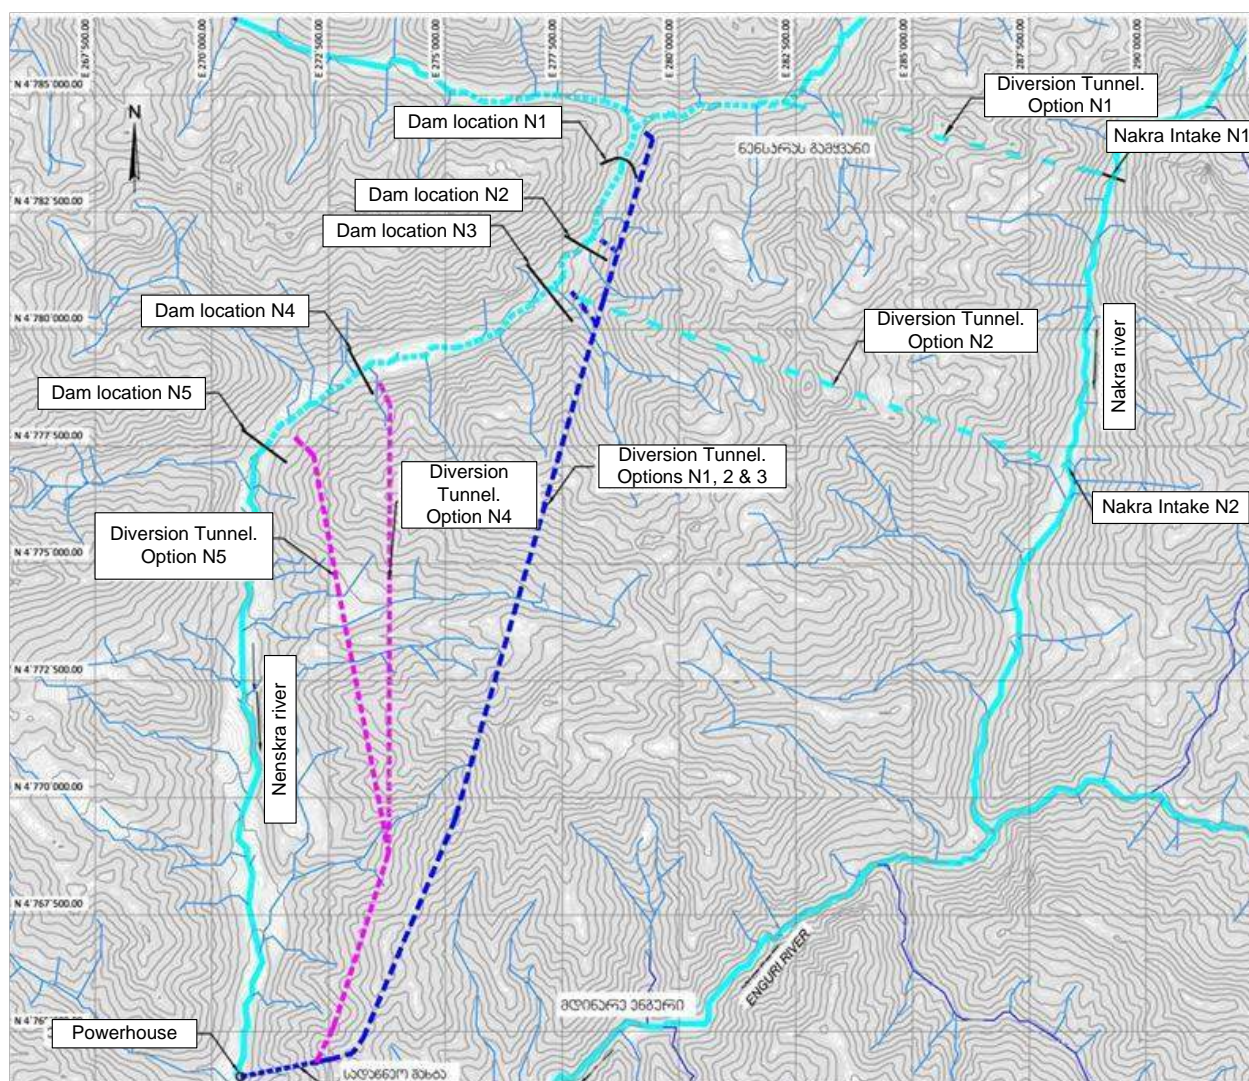 E 267'500.00
E 270'000.00
E 272'500.00
E 275'000.00
E 277'500.00
E 280'000.00
E 282'500.00
E 285'000.00
E 287'500.00
E 290'000.00
N 4'785'000.00
Diversion Tunnel.
Option N1
N
Dam location N1
Nakra Intake N1
ნენსკრას გამყვანი
N 4'782'500.00
Dam location N2
Dam location N3
N 4'780'000.00
Dam location N4
Diversion Tunnel.
Option N2
Nakra river
Dam location N5
N 4'777'500.00
Diversion Tunnel.
Options N1, 2 & 3
Diversion
Tunnel.
Option N4
Nakra Intake N2
Diversion Tunnel.
Option N5
N 4'775'000.00
N 4'772'500.00
Nenskra river
N 4'770'000.00
N 4'767'500.00
ENGURI RIVER
მდინარე ენგური
Powerhouse